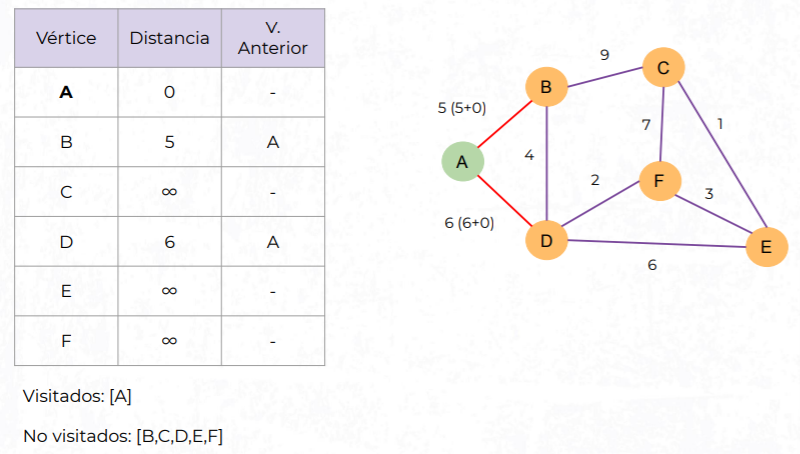 Vértice Distancia V. Anterior
A 0 -
B 5 A
C ∞ -
D 6 A
E ∞ -
F ∞ -
Visitados: [A]
No visitados: [B,C,D,E,F]
9
C
B
5 (5+0)
7
1
4
A
2
F
3
6 (6+0)
D
E
6